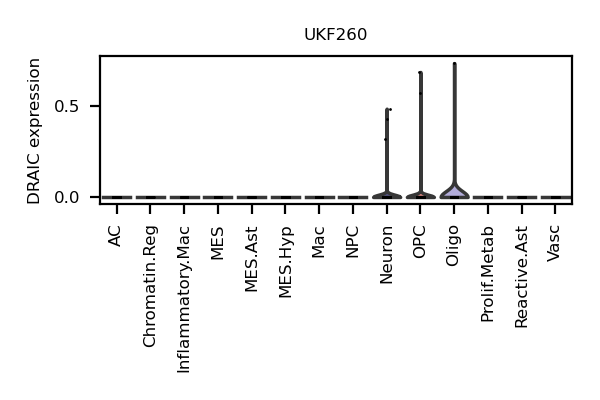 UKF260
DRAIC expression
0.5
0.0
AC
Chromatin.Reg
Inflammatory.Mac
MES
MES.Ast
MES.Hyp
Mac
NPC
Neuron
OPC
Oligo
Prolif.Metab
Reactive.Ast
Vasc